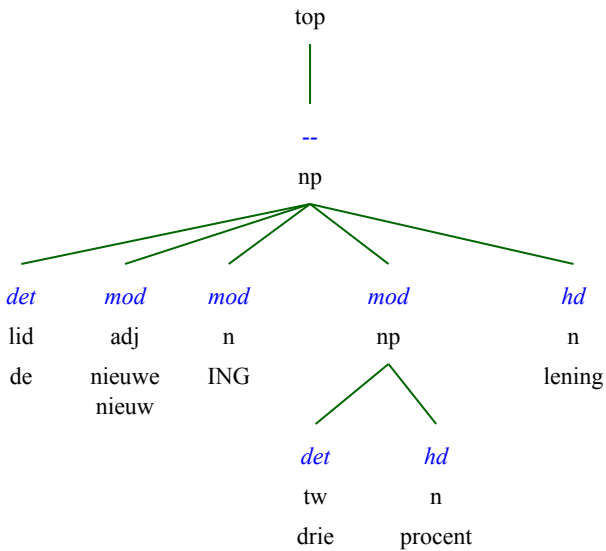 top
--
np
det mod mod mod hd
lid adj n np n
de nieuwe ING lening
nieuw
det hd
tw n
drie procent